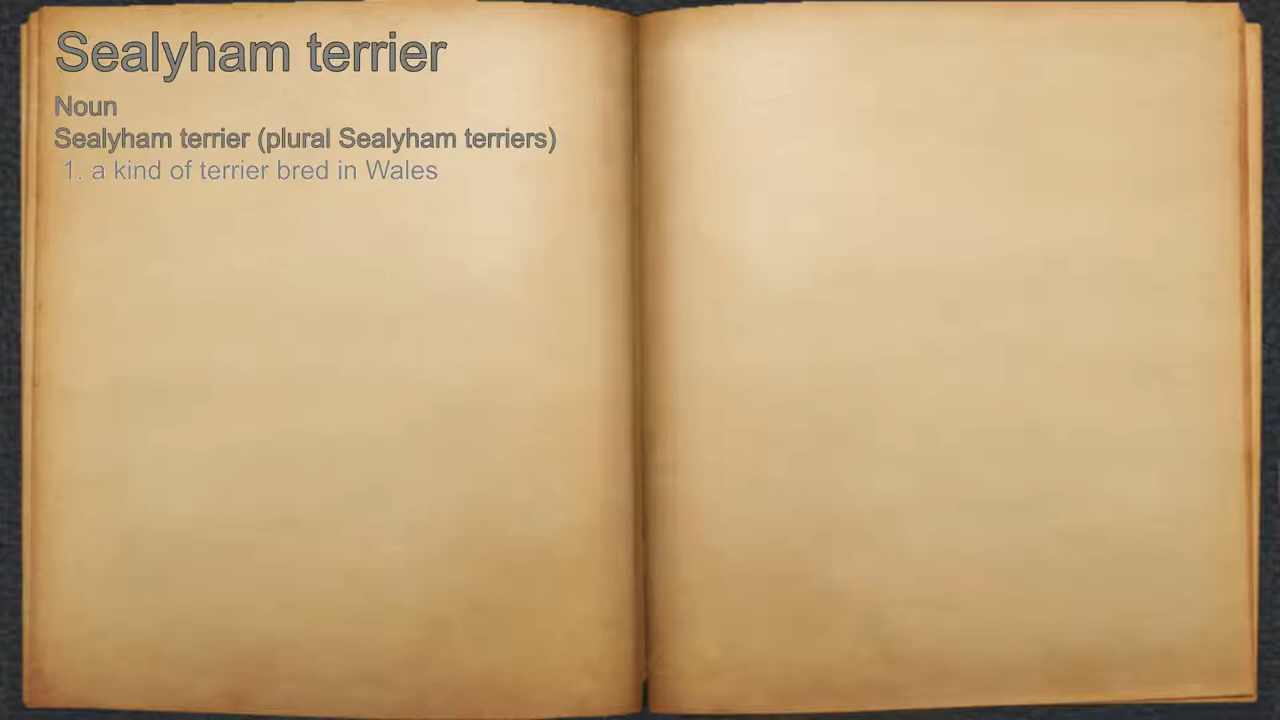 Sealyham terrier
Noun
Sealyham terrier (plural Sealyham terriers)
1. a kind of terrier bred in Wales